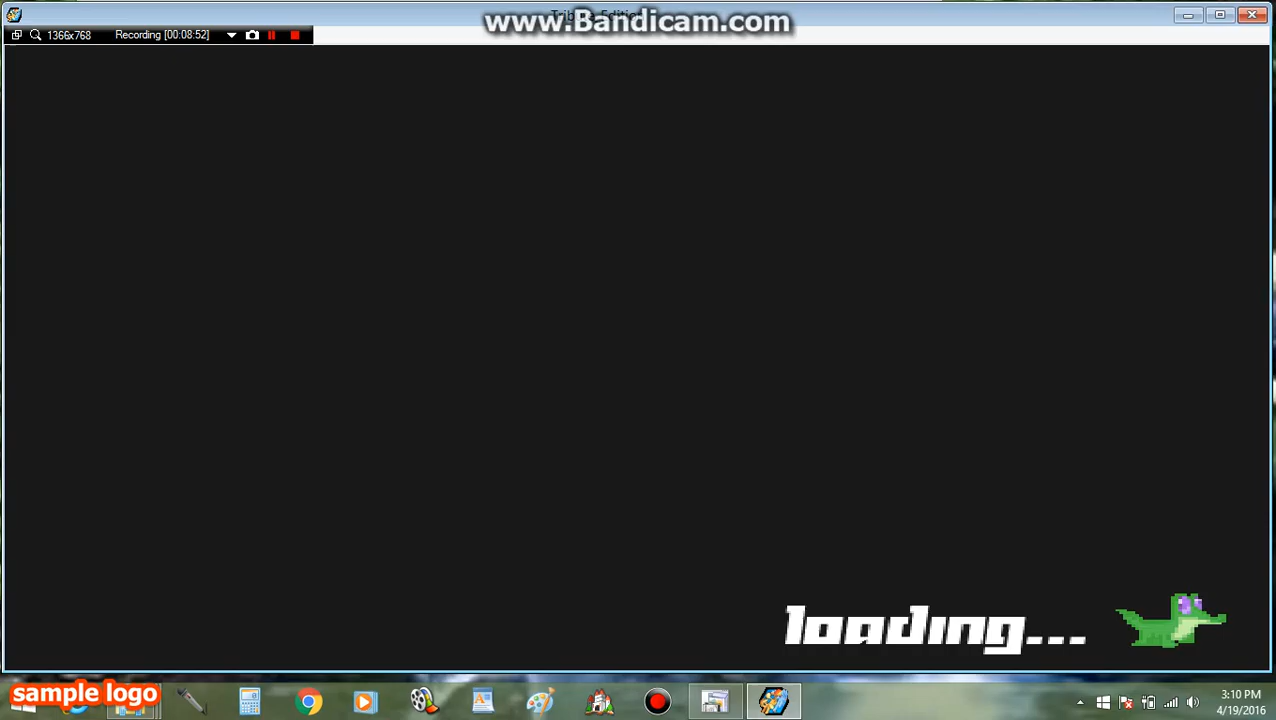 www.Bandicam.com
1366x768 Recording [00:08:52]
loading...
sample logo
3:10 PM
4/19/2016